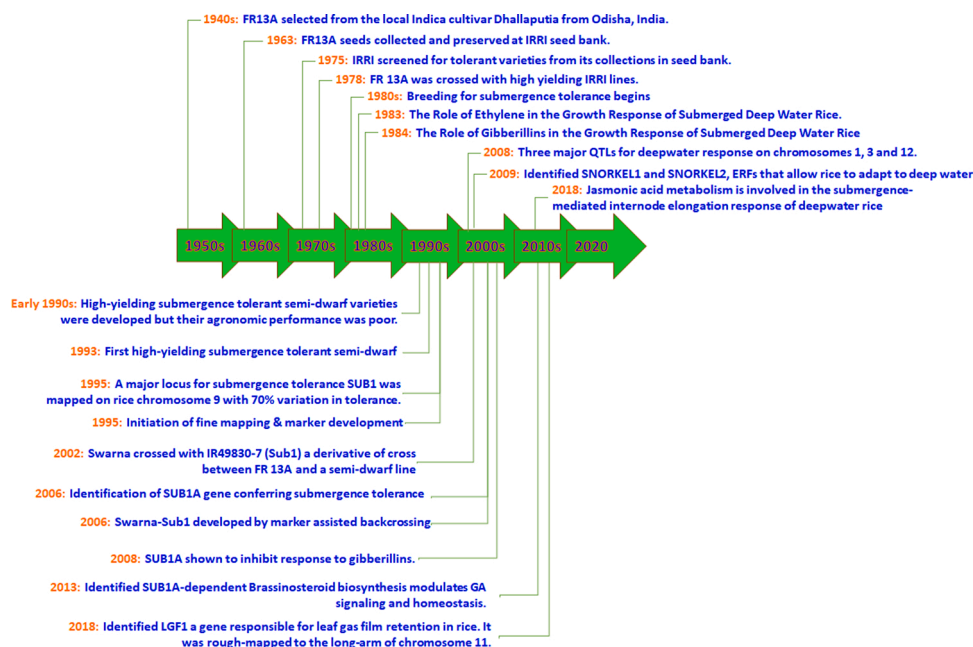 1940s: FR13A selected from the local Indica cultivar Dhallaputia from Odisha, India.
1963: FR13A seeds collected and preserved at IRRI seed bank.
1975: IRRI screened for tolerant varieties from its collections in seed bank.
1978: FR 13A was crossed with high yielding IRRI lines.
1980s: Breeding for submergence tolerance begins
1983: The Role of Ethylene in the Growth Response of Submerged Deep Water Rice.
1984: The Role of Gibberillins in the Growth Response of Submerged Deep Water Rice
2008: Three major QTLs for deepwater response on chromosomes 1, 3 and 12.
2009: Identified SNORKEL1 and SNORKEL2, ERFs that allow rice to adapt to deep water
2018: Jasmonic acid metabolism is involved in the submergence-
mediated internode elongation response of deepwater rice
1950s 1960s 1970s 1980s 1990s 2000s 2010s 2020
Early 1990s: High-yielding submergence tolerant semi-dwarf varieties
were developed but their agronomic performance was poor.
1993: First high-yielding submergence tolerant semi-dwarf
1995: A major locus for submergence tolerance SUB1 was
mapped on rice chromosome 9 with 70% variation in tolerance.
1995: Initiation of fine mapping & marker development
2002: Swarna crossed with IR49830-7 (Sub1) a derivative of cross
between FR 13A and a semi-dwarf line
2006: Identification of SUB1A gene conferring submergence tolerance
2006: Swarna-Sub1 developed by marker assisted backcrossing
2008: SUB1A shown to inhibit response to gibberillins.
2013: Identified SUB1A-dependent Brassinosteroid biosynthesis modulates GA
signaling and homeostasis.
2018: Identified LGF1 a gene responsible for leaf gas film retention in rice. It
was rough-mapped to the long-arm of chromosome 11.